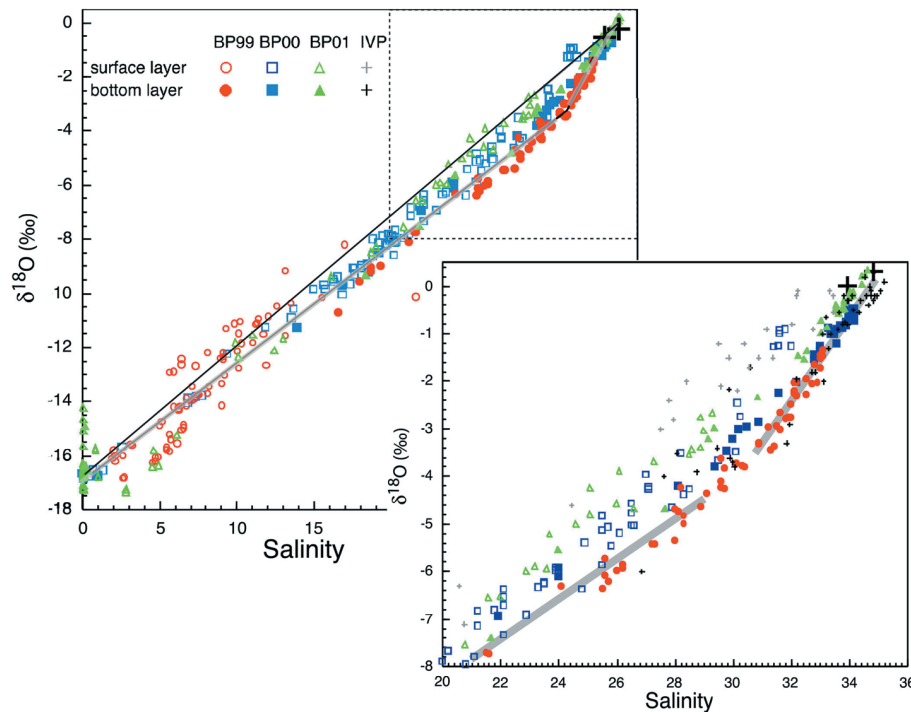 0
-2
-4
-6
-8
-10
-12
-14
-16
-18
δ18O (‰)
BP99 BP00 BP01 IVP
surface layer
bottom layer
0 5 10 15
Salinity
0
-1
-2
-3
-4
-5
-6
-7
-8
δ18O (‰)
20 22 24 26 28 30 32 34 36
Salinity